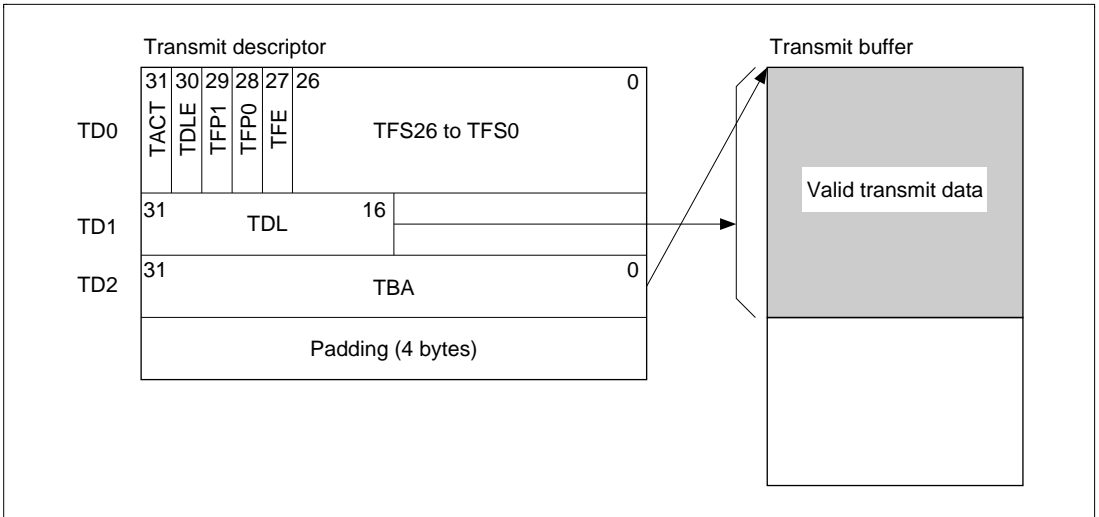 Transmit descriptor
Transmit buffer
31 30 29 28 27 26 0
TD0
TACT
TDLE
TFP1
TFP0
TFE
TFS26 to TFS0
Valid transmit data
TD1
31 16
TDL
TD2
31 0
TBA
Padding (4 bytes)